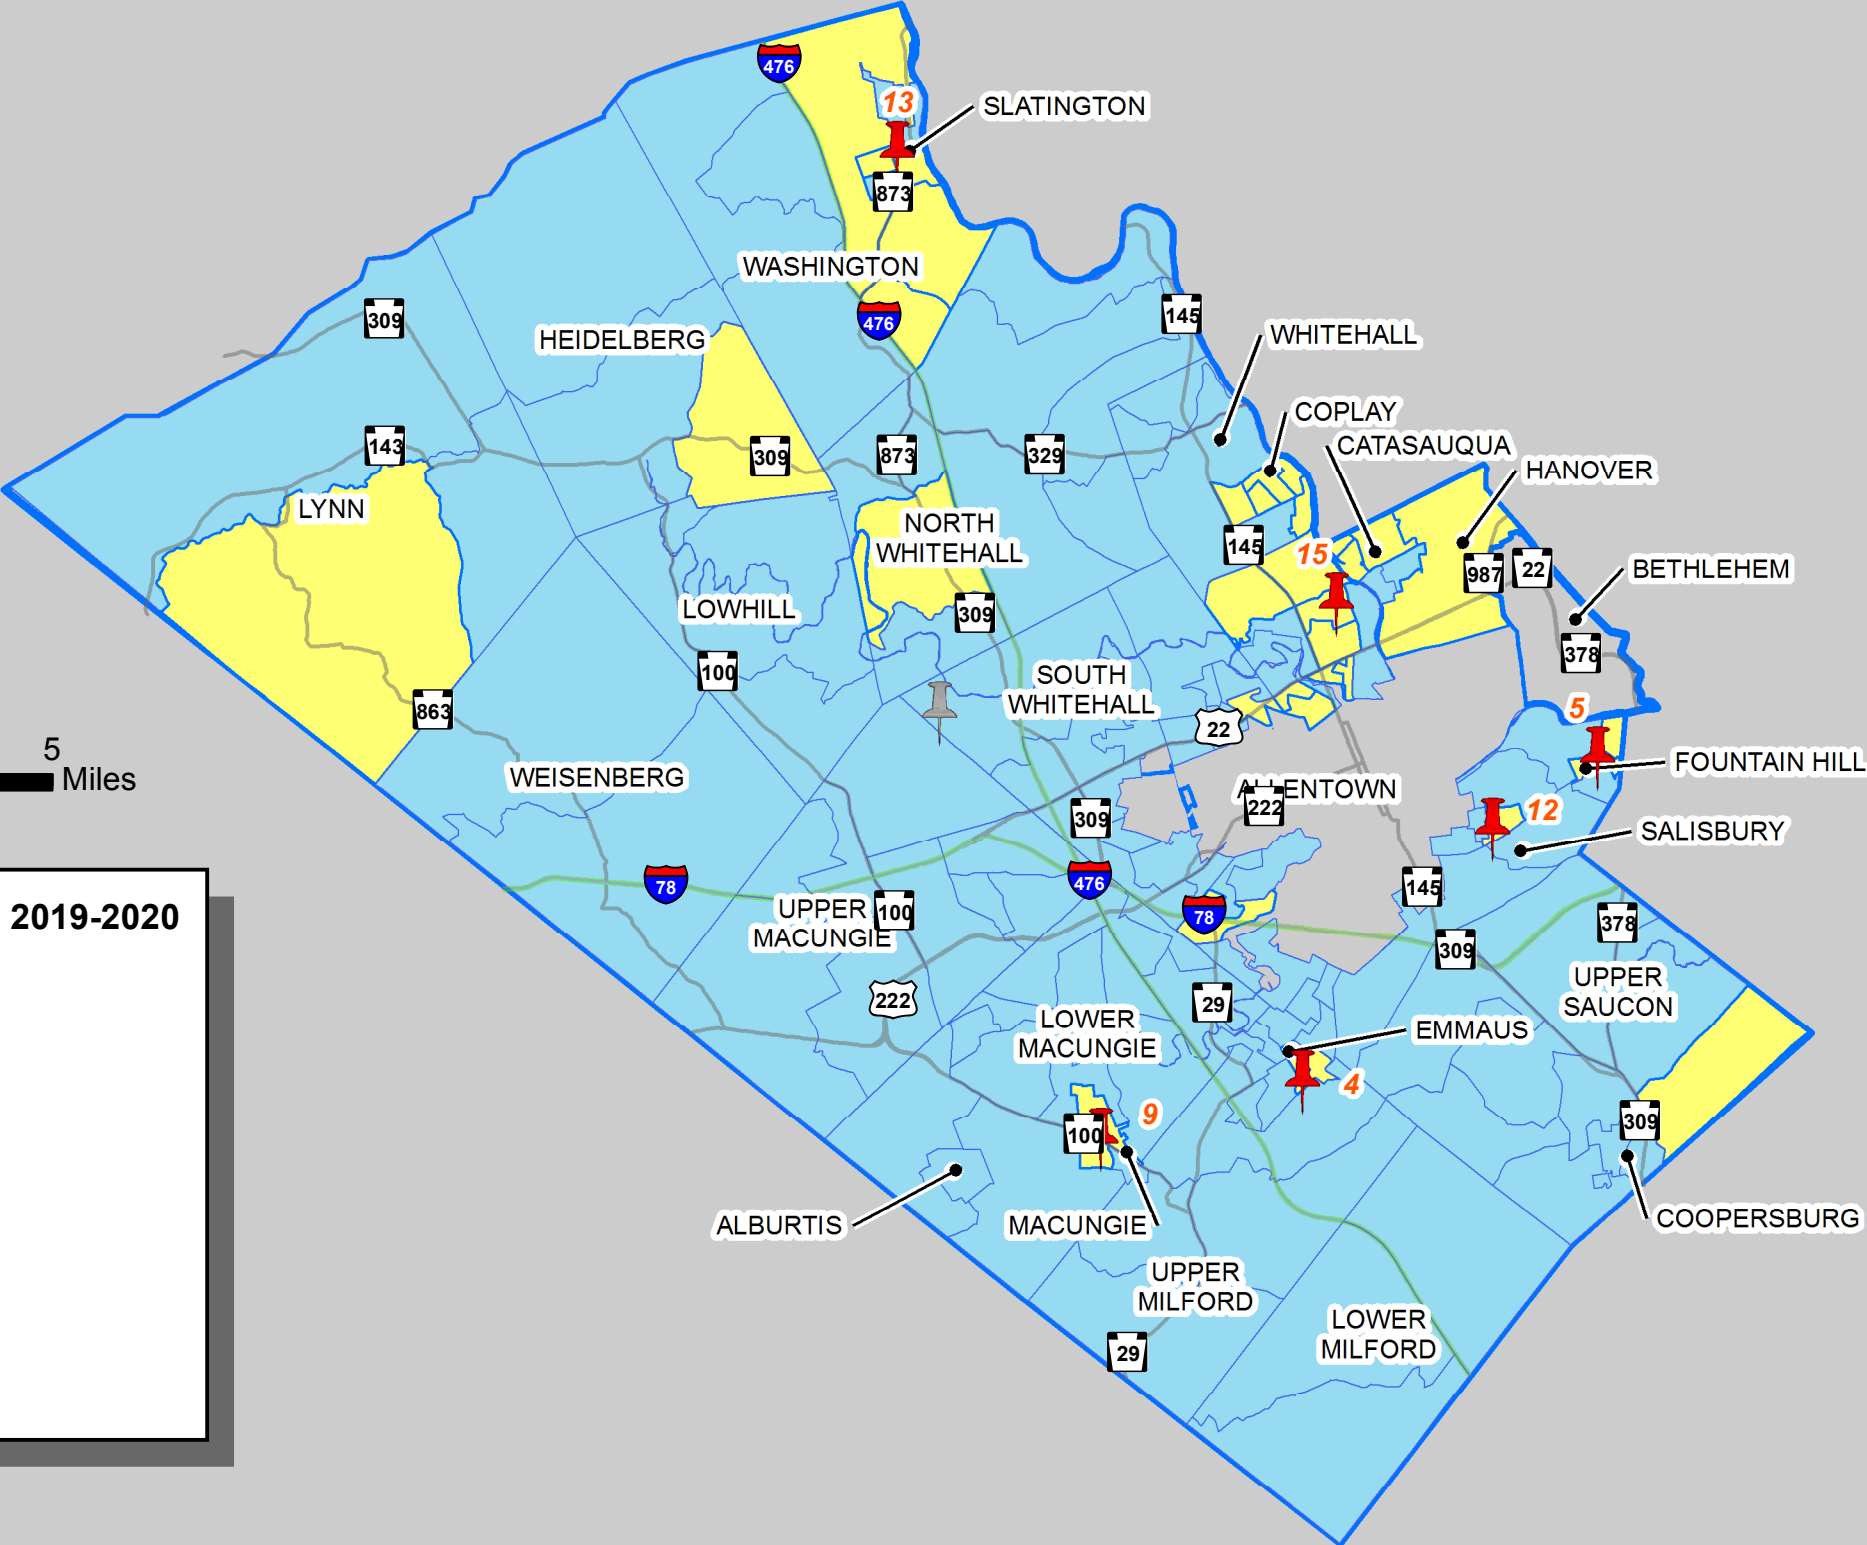 476
13
SLATINGTON
873
WASHINGTON
309
476
145
HEIDELBERG
WHITEHALL
COPLAY
143
309
873
329
CATASAUQUA
HANOVER
LYNN
NORTH
WHITEHALL
145
15
987
22
BETHLEHEM
LOWHILL
309
378
100
SOUTH
WHITEHALL
863
22
5
5
Miles
WEISENBERG
FOUNTAIN HILL
ALLENTOWN
222
309
12
SALISBURY
78
476
145
2019-2020
UPPER
MACUNGIE
100
78
378
309
222
29
UPPER
SAUCON
LOWER
MACUNGIE
EMMAUS
4
9
100
309
ALBURTIS
MACUNGIE
COOPERSBURG
UPPER
MILFORD
LOWER
MILFORD
29